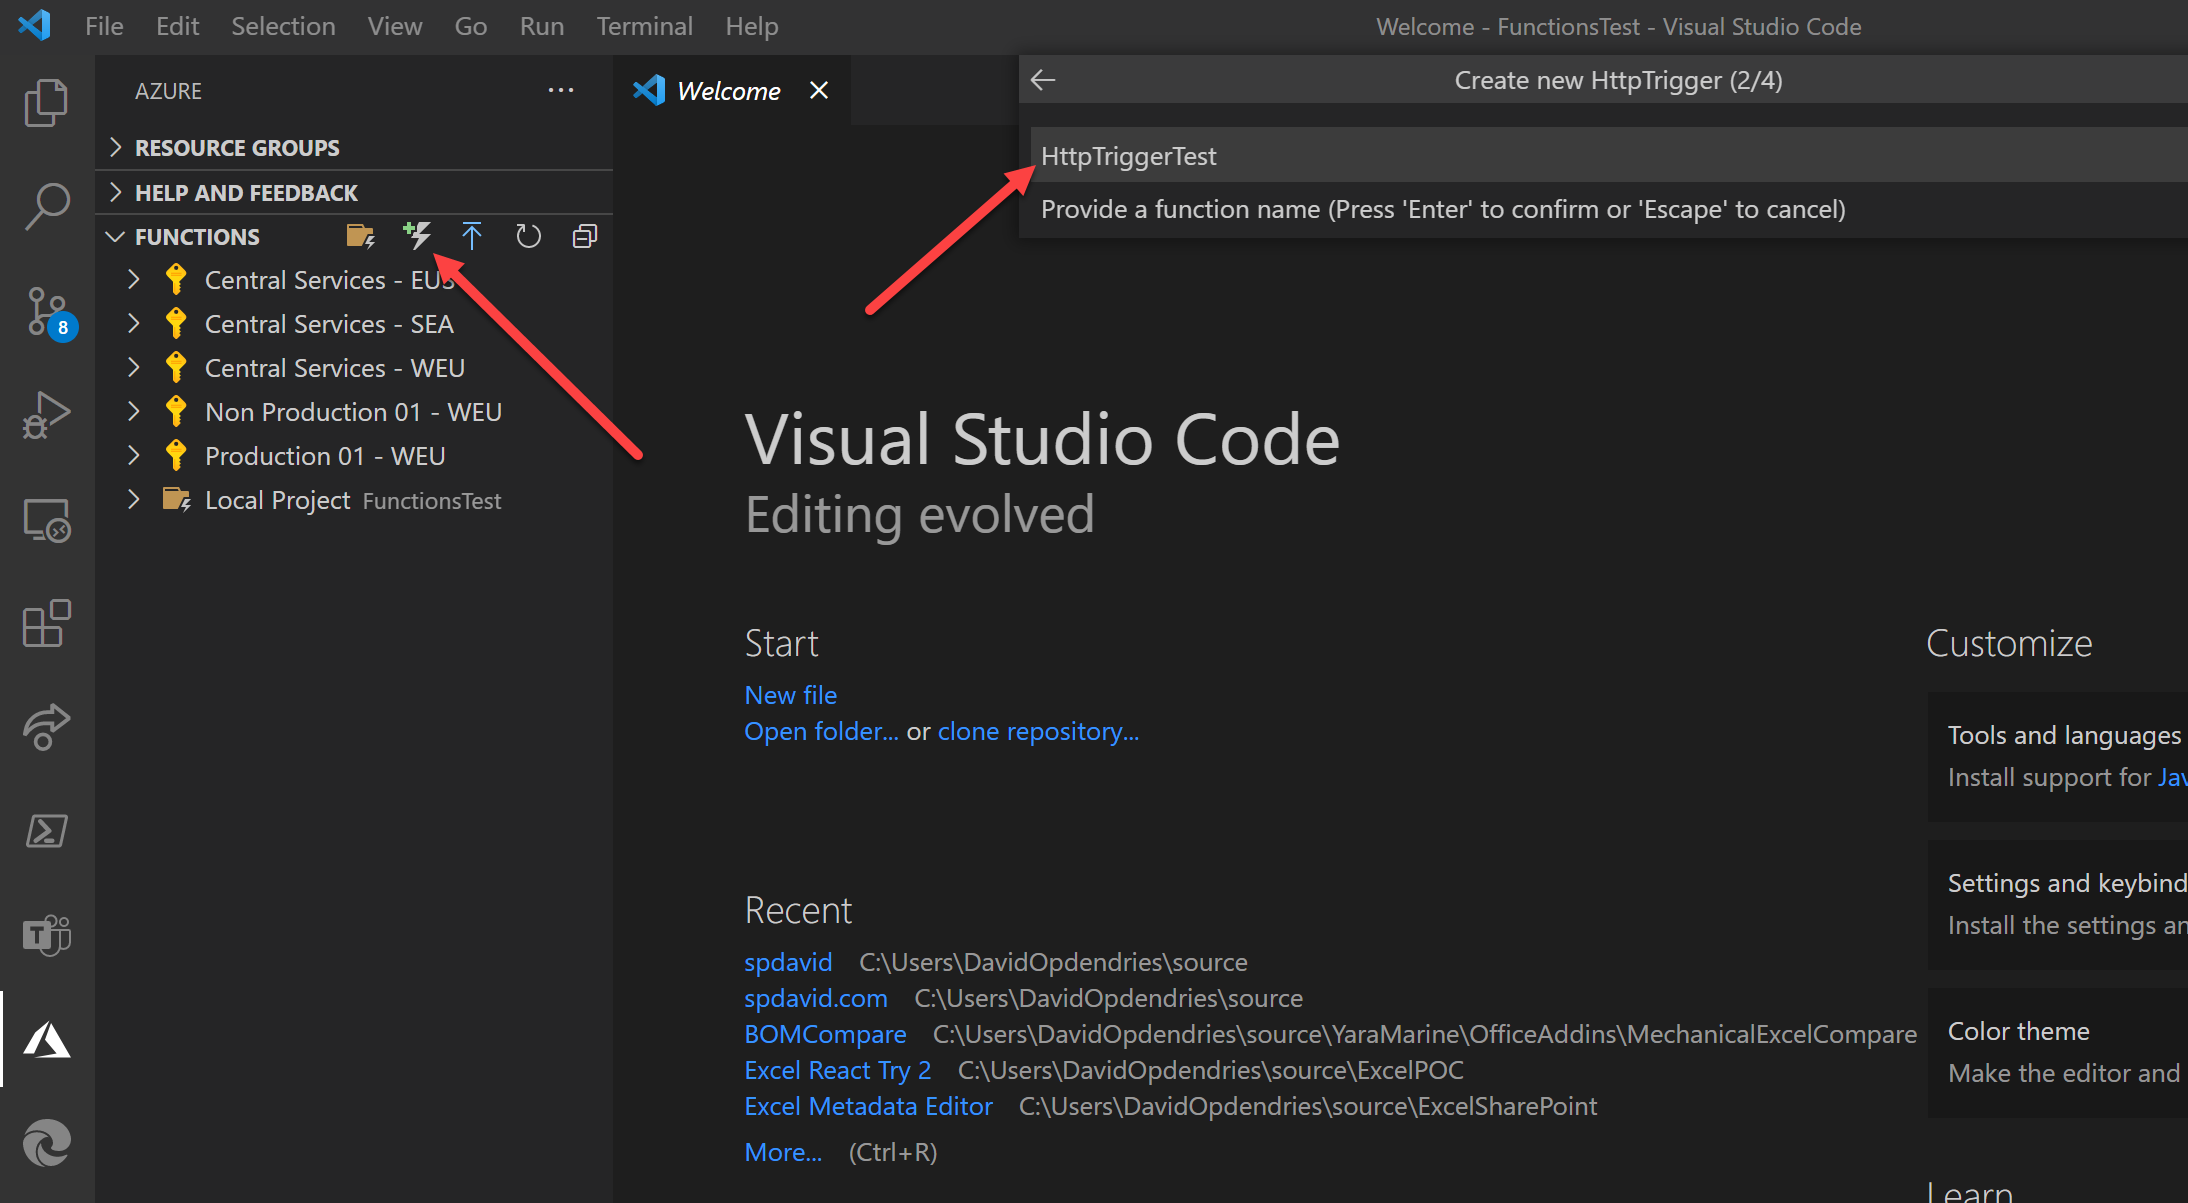 File Edit Selection View Go Run Terminal Help
Welcome - FunctionsTest - Visual Studio Code
AZURE
RESOURCE GROUPS
HELP AND FEEDBACK
FUNCTIONS
Central Services - EUS
Central Services - SEA
Central Services - WEU
Non Production 01 - WEU
Production 01 - WEU
Local Project FunctionsTest
8
Welcome
Create new HttpTrigger (2/4)
HttpTriggerTest
Provide a function name (Press 'Enter' to confirm or 'Escape' to cancel)
Visual Studio Code
Editing evolved
Start
New file
Open folder... or clone repository...
Recent
spdavid C:\Users\DavidOpdendries\source
spdavid.com C:\Users\DavidOpdendries\source
BOMCompare C:\Users\DavidOpdendries\source\YaraMarine\OfficeAddins\MechanicalExcelCompare
Excel React Try 2 C:\Users\DavidOpdendries\source\ExcelPOC
Excel Metadata Editor C:\Users\DavidOpdendries\source\ExcelSharePoint
More... (Ctrl+R)
Customize
Tools and languages
Install support for Jav
Settings and keybind
Install the settings an
Color theme
Make the editor and
Learn
T